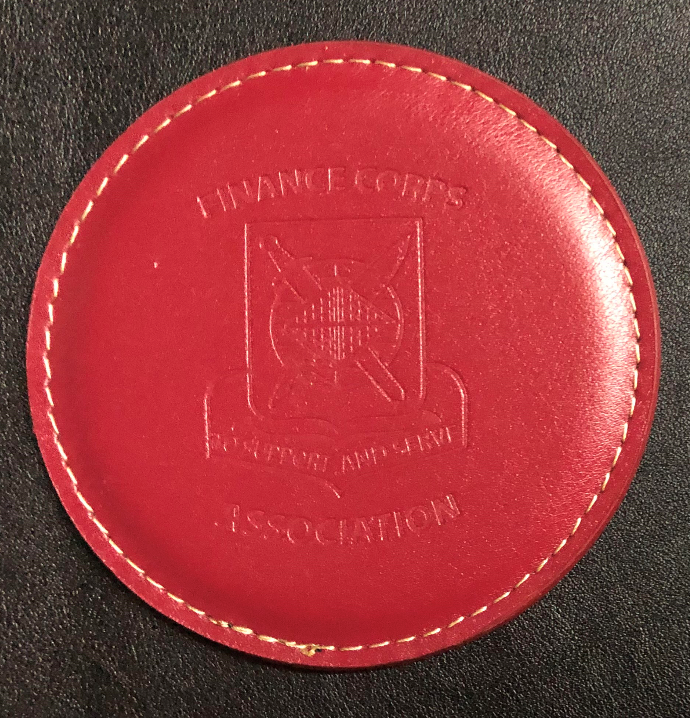 FINANCE CORPS
TO SUPPORT AND SERVE
ASSOCIATION